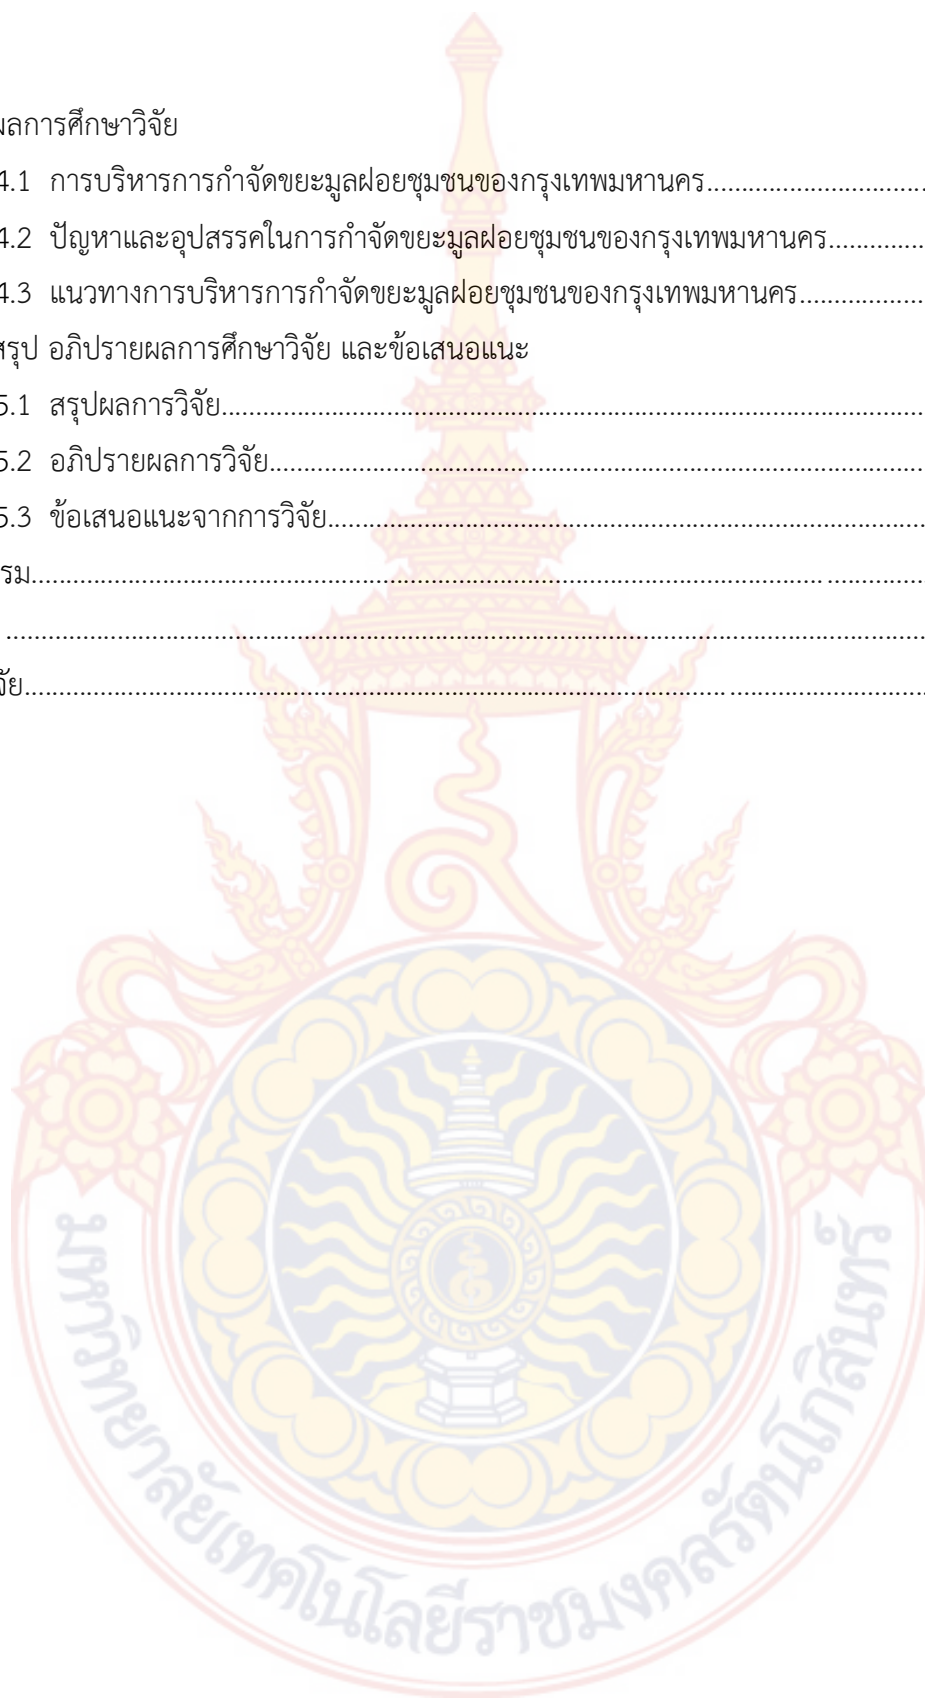 ผลการศึกษาวิจัย
4.1 การบริหารการกำจัดขยะมูลฝอยชุมชนของกรุงเทพมหานคร
4.2 ปัญหาและอุปสรรคในการกำจัดขยะมูลฝอยชุมชนของกรุงเทพมหานคร
4.3 แนวทางการบริหารการกำจัดขยะมูลฝอยชุมชนของกรุงเทพมหานคร
สรุป อภิปรายผลการศึกษาวิจัย และข้อเสนอแนะ
5.1 สรุปผลการวิจัย
5.2 อภิปรายผลการวิจัย
5.3 ข้อเสนอแนะจากการวิจัย
รม
จัย
มหาวิทยาลัยเทคโนโลยีราชมงคลรัตนโกสินทร์